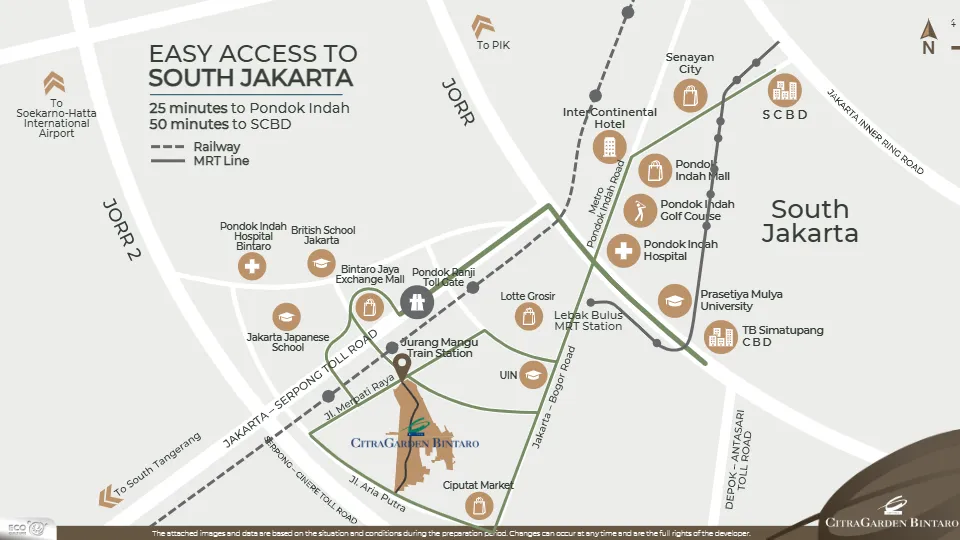 EASY ACCESS TO
SOUTH JAKARTA
25 minutes to Pondok Indah
50 minutes to SCBD
Railway
MRT Line
To
Soekarno-Hatta
International
Airport
To PIK
N
JORR
JORR 2
Senayan
City
SCBD
JAKARTA INNER RING ROAD
InterContinental
Hotel
Metro
Pondok Indah Road
Pondok
Indah Mall
Pondok Indah
Golf Course
Pondok Indah
Hospital
South
Jakarta
Pondok Indah
Hospital
Bintaro
British School
Jakarta
Bintaro Jaya
Exchange Mall
Pondok Ranji
Toll Gate
Lotte Grosir
Lebak Bulus
MRT Station
Prasetiya Mulya
University
TB Simatupang
CBD
Jakarta Japanese
School
Jurang Mangu
Train Station
UIN
JAKARTA – SERPONG TOLL ROAD
Jl. Merpati Raya
Jakarta – Bogor Road
CITRAGARDEN BINTARO
To South Tangerang
SERPONG – CINEPE TOLL ROAD
Jl. Aria Putra
Ciputat Market
DEPOK – ANTASARI
TOLL ROAD
ECO
CITRAGARDEN BINTARO
The attached images and data are based on the situation and conditions during the preparation period. Changes can occur at any time and are the full rights of the developer.